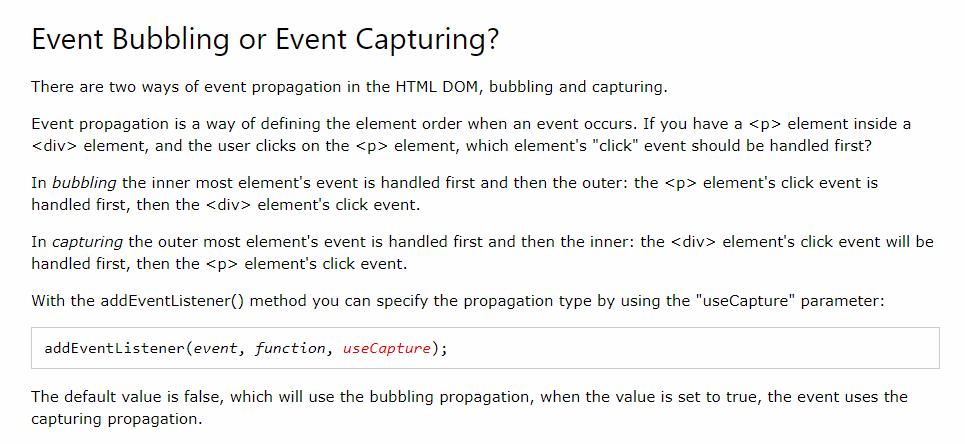 Event Bubbling or Event Capturing?
There are two ways of event propagation in the HTML DOM, bubbling and capturing.
Event propagation is a way of defining the element order when an event occurs. If you have a <p> element inside a
<div> element, and the user clicks on the <p> element, which element's "click" event should be handled first?
In bubbling the inner most element's event is handled first and then the outer: the <p> element's click event is
handled first, then the <div> element's click event.
In capturing the outer most element's event is handled first and then the inner: the <div> element's click event will be
handled first, then the <p> element's click event.
With the addEventListener() method you can specify the propagation type by using the "useCapture" parameter:
addEventListener(event, function, useCapture);
The default value is false, which will use the bubbling propagation, when the value is set to true, the event uses the
capturing propagation.